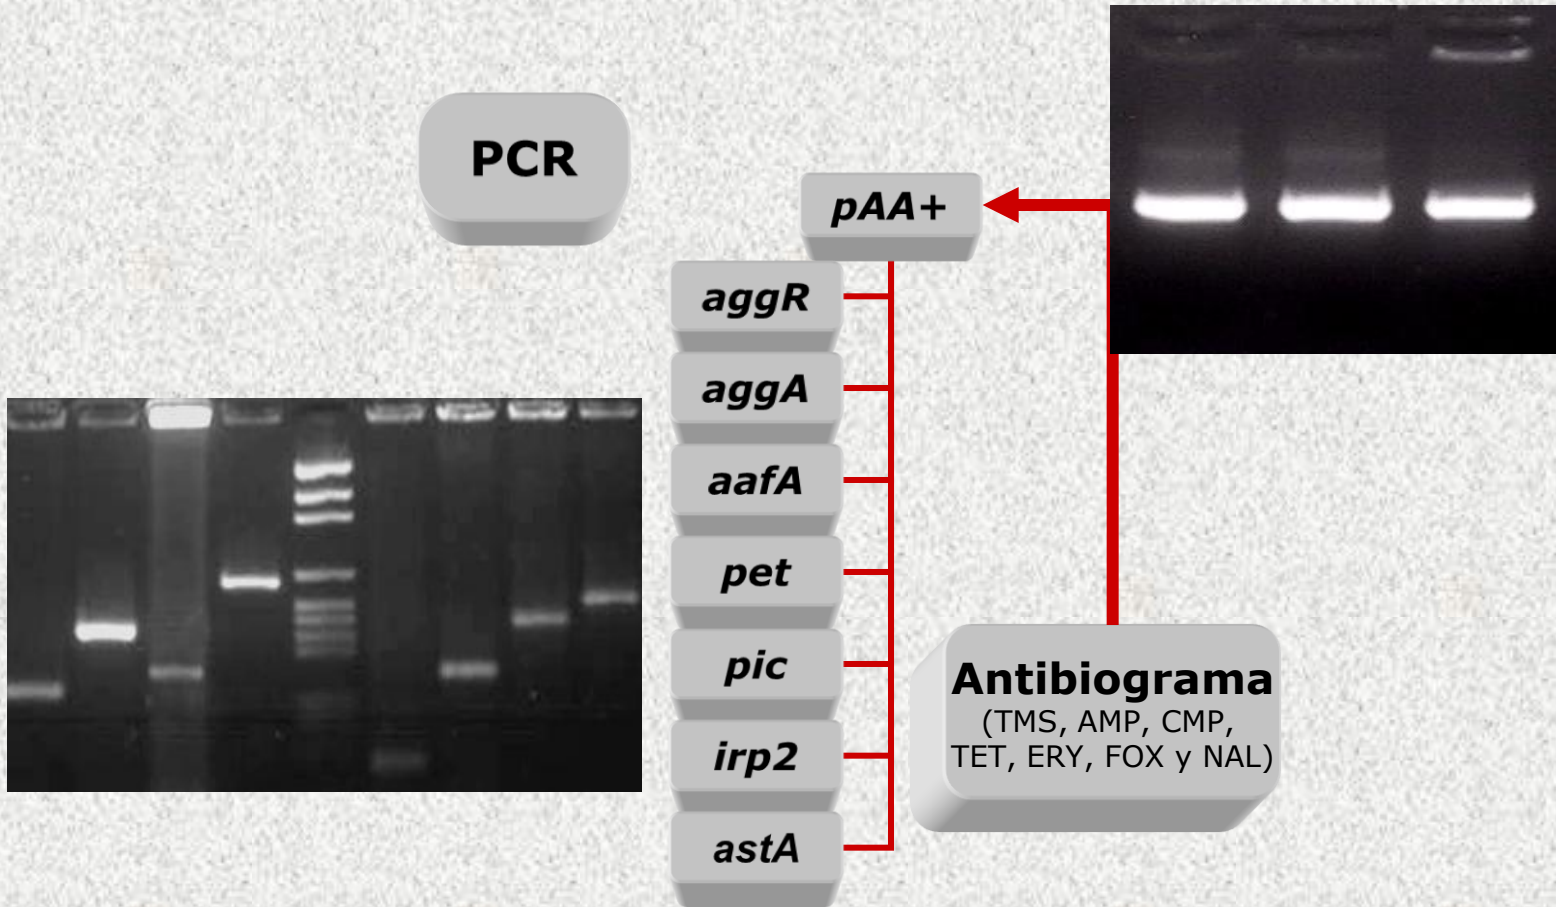 PCR
pAA+
aggR
aggA
aafA
pet
pic
irp2
astA
Antibiograma
(TMS, AMP, CMP,
TET, ERY, FOX y NAL)